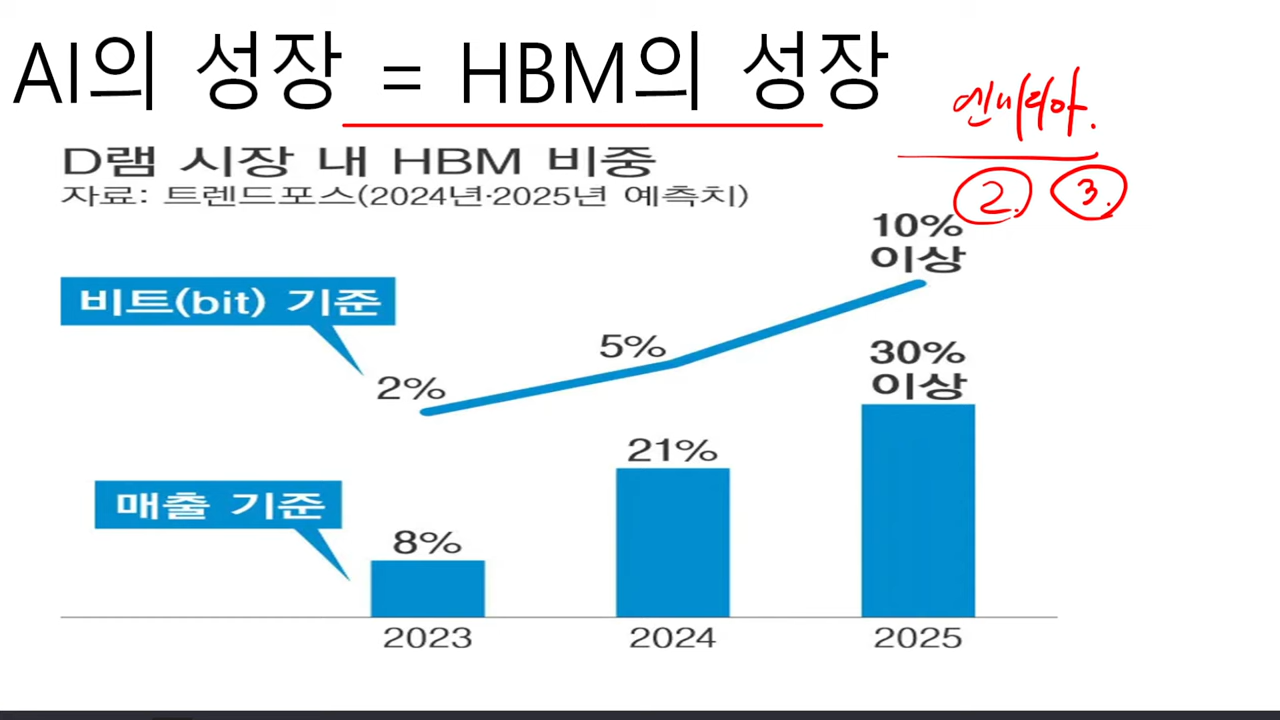 AI의 성장 = HBM의 성장
엔비디아.
2. 3.
D램 시장 내 HBM 비중
자료: 트렌드포스(2024년·2025년 예측치)
10%
이상
비트(bit) 기준
5%
2%
30%
이상
21%
매출 기준
8%
2023 2024 2025